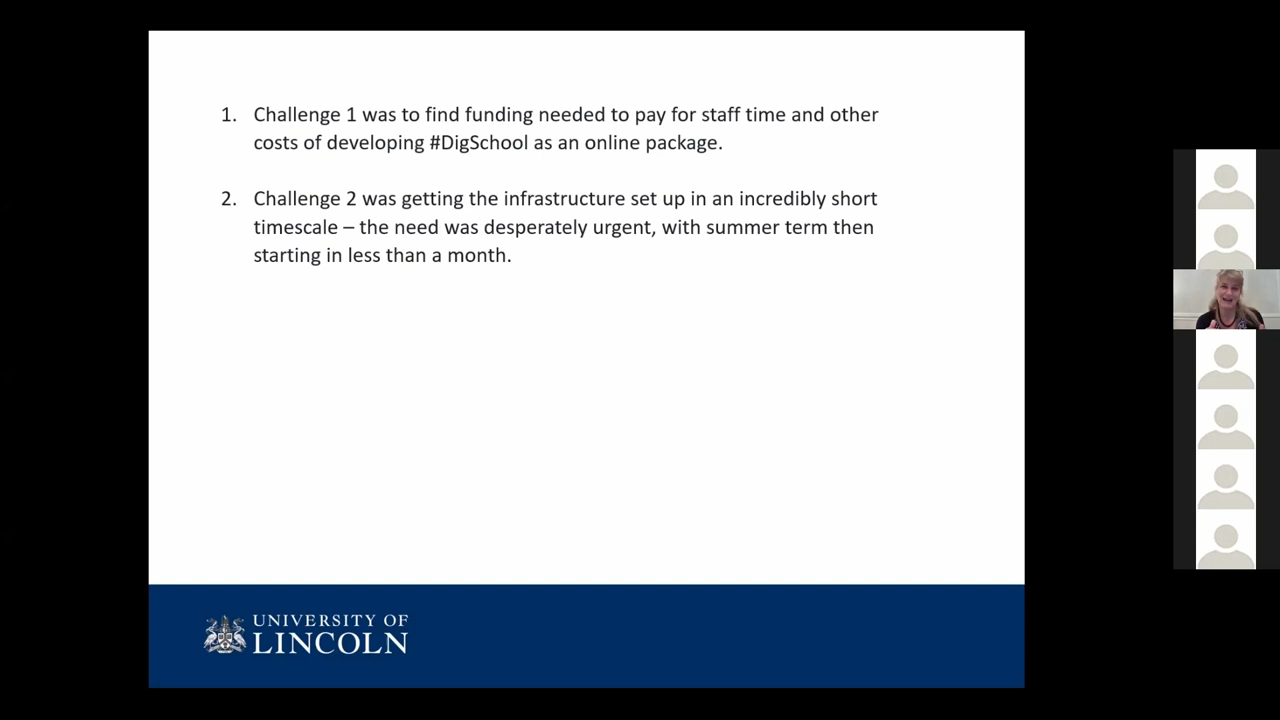 1. Challenge 1 was to find funding needed to pay for staff time and other
costs of developing #DigSchool as an online package.
2. Challenge 2 was getting the infrastructure set up in an incredibly short
timescale – the need was desperately urgent, with summer term then
starting in less than a month.
UNIVERSITY OF
LINCOLN